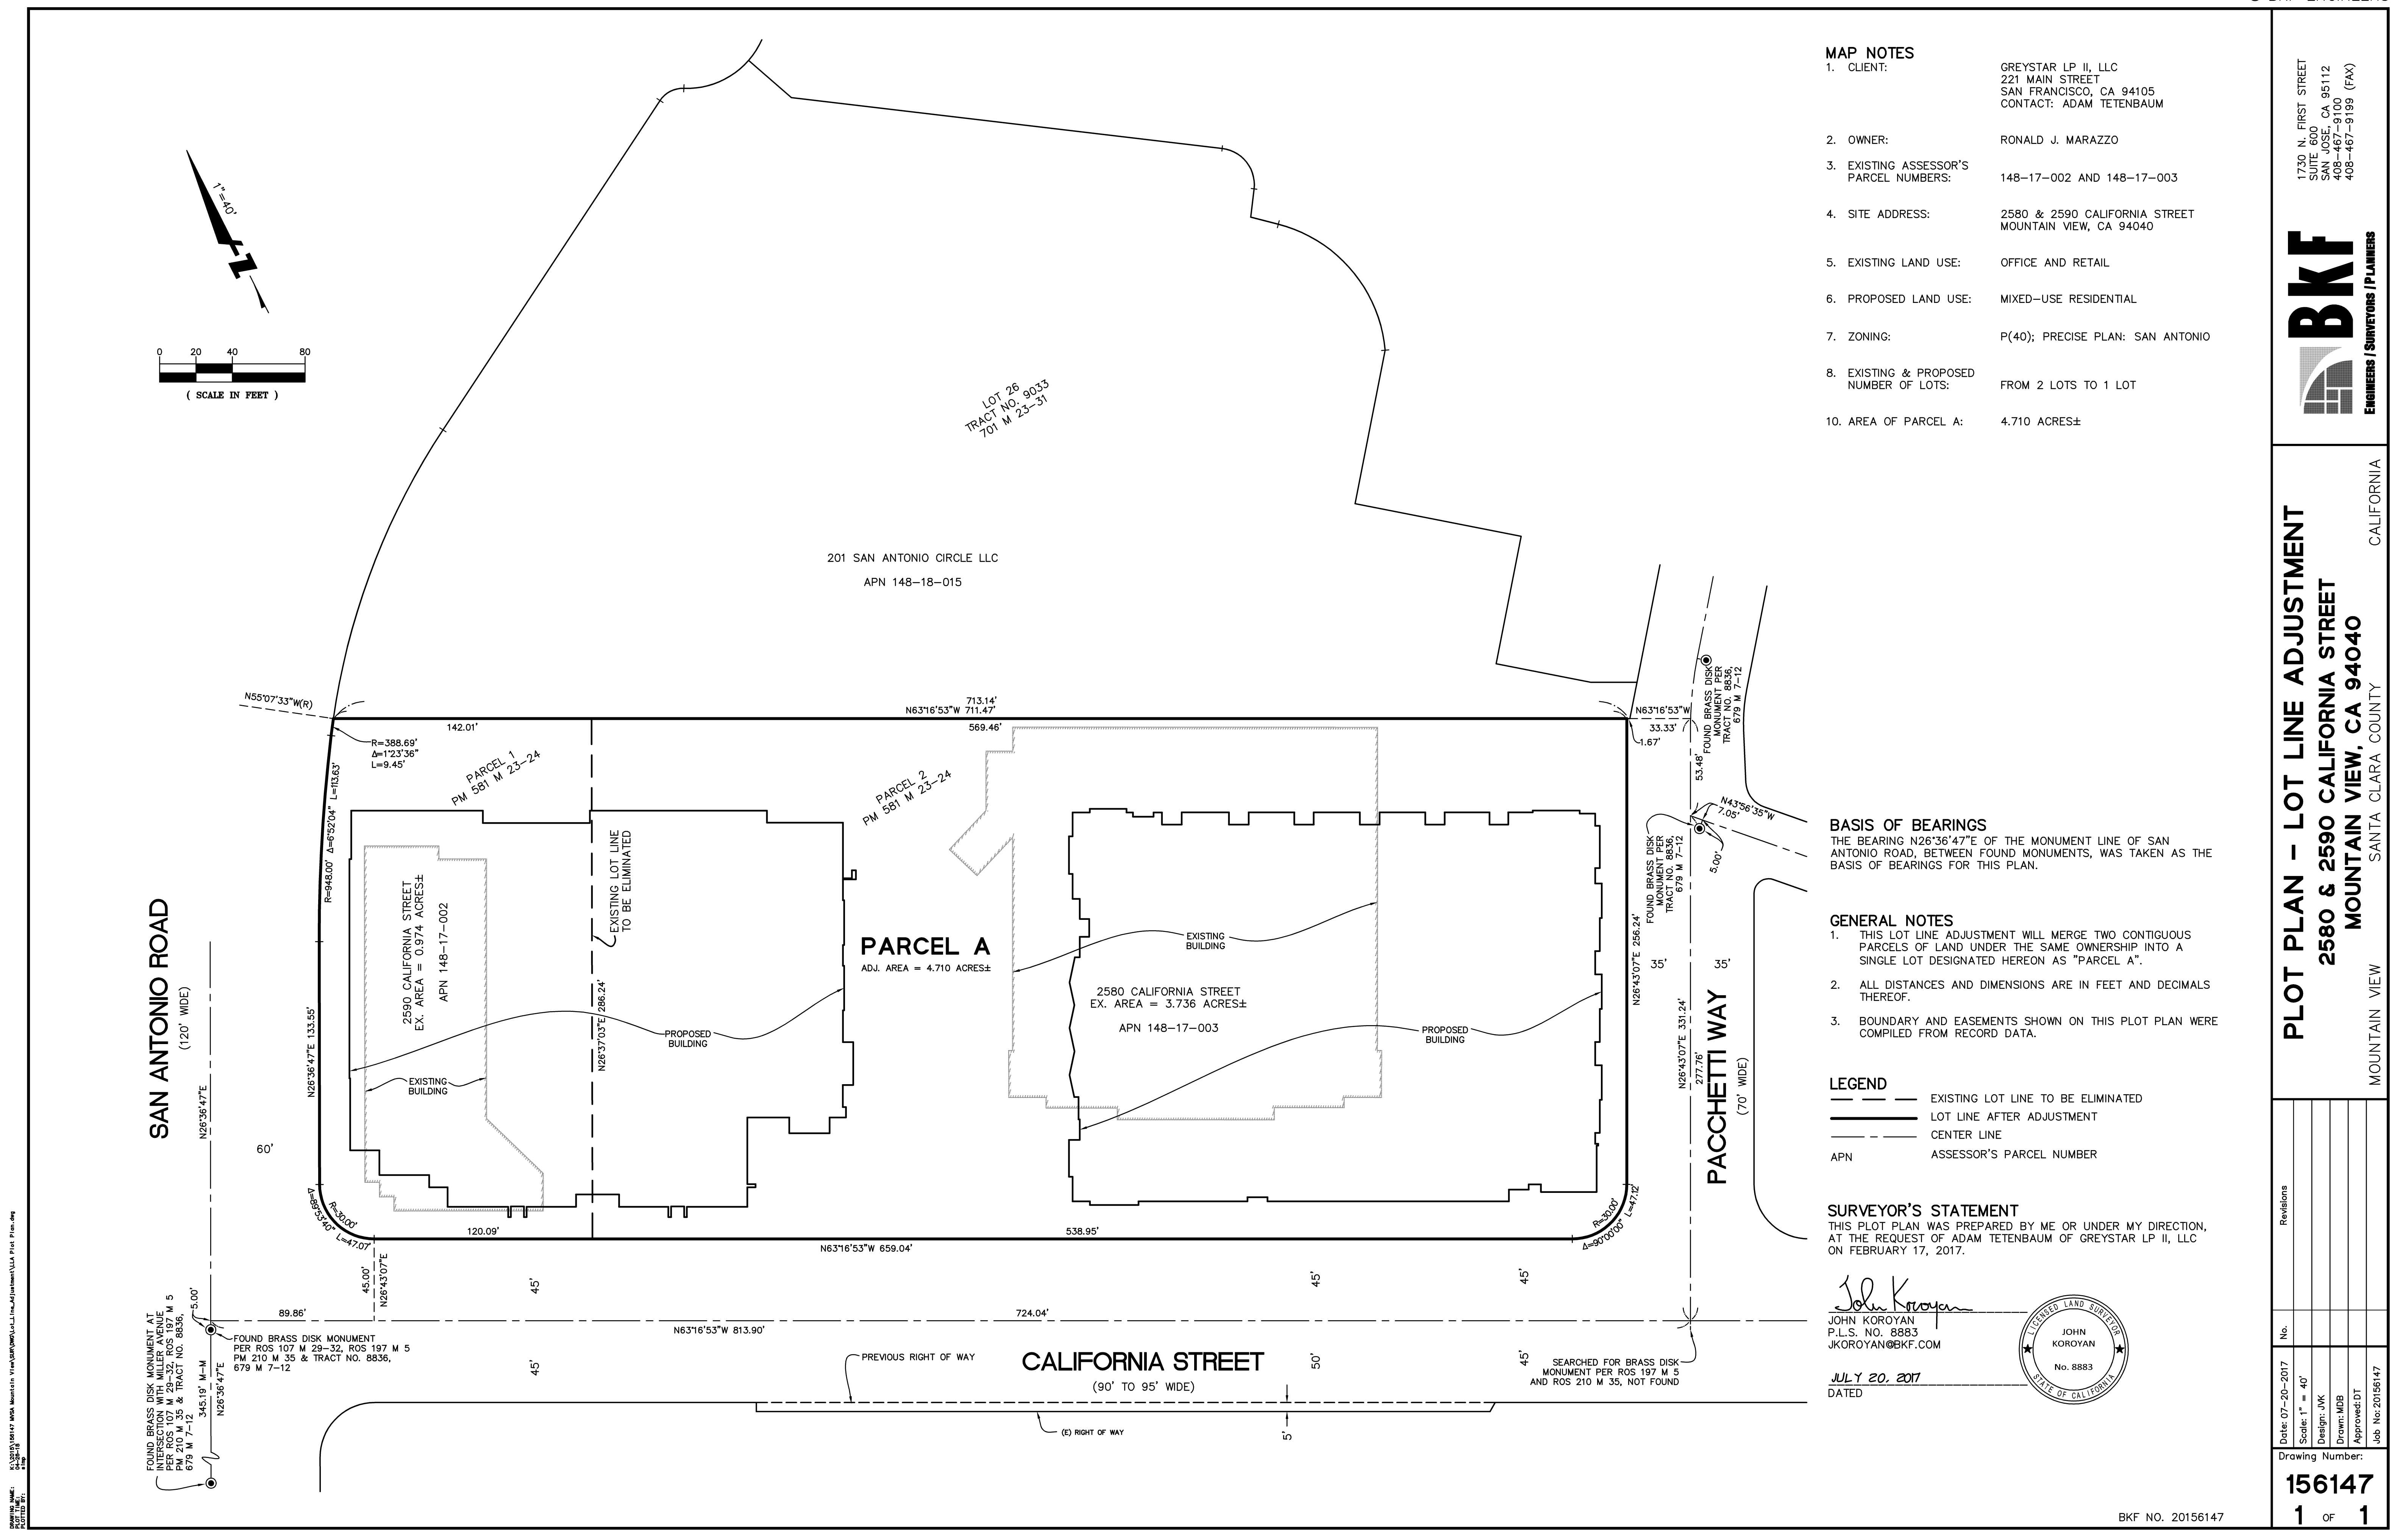 MAP NOTES
1. CLIENT: GREYSTAR LP II, LLC
221 MAIN STREET
SAN FRANCISCO, CA 94105
CONTACT: ADAM TETENBAUM
2. OWNER: RONALD J. MARAZZO
3. EXISTING ASSESSOR'S
PARCEL NUMBERS: 148-17-002 AND 148-17-003
4. SITE ADDRESS: 2580 & 2590 CALIFORNIA STREET
MOUNTAIN VIEW, CA 94040
5. EXISTING LAND USE: OFFICE AND RETAIL
6. PROPOSED LAND USE: MIXED-USE RESIDENTIAL
7. ZONING: P(40); PRECISE PLAN: SAN ANTONIO
8. EXISTING & PROPOSED
NUMBER OF LOTS: FROM 2 LOTS TO 1 LOT
10. AREA OF PARCEL A: 4.710 ACRES±
1"=40'
Z
0 20 40 80
( SCALE IN FEET )
LOT 26
TRACT NO. 9033
701 M 23-31
201 SAN ANTONIO CIRCLE LLC
APN 148-18-015
N55°07'33"W(R)
713.14'
N63°16'53"W 711.47'
142.01'
569.46'
R=388.69'
Δ=1°23'36"
L=9.45'
PARCEL 1
PM 581 M 23-24
PARCEL 2
PM 581 M 23-24
N63°16'53"W
33.33'
1.67'
FOUND BRASS DISK
MONUMENT PER
TRACT NO. 8836,
679 M 7-12
53.48'
N43°56'35"W
7.05'
5.00'
FOUND BRASS DISK
MONUMENT PER
TRACT NO. 8836,
679 M 7-12
R=948.00' Δ=6°52'04" L=113.63'
2590 CALIFORNIA STREET
EX. AREA = 0.974 ACRES±
APN 148-17-002
EXISTING LOT LINE
TO BE ELIMINATED
PARCEL A
ADJ. AREA = 4.710 ACRES±
EXISTING
BUILDING
2580 CALIFORNIA STREET
EX. AREA = 3.736 ACRES±
APN 148-17-003
N26°43'07"E 256.24'
35' 35'
N26°43'07"E 331.24'
277.76'
PACCHETTI WAY
(70' WIDE)
SAN ANTONIO ROAD
(120' WIDE)
N26°36'47"E
N26°36'47"E 133.55'
N26°37'03"E 286.24'
PROPOSED
BUILDING
PROPOSED
BUILDING
EXISTING
BUILDING
60'
R=30.00'
Δ=89°53'40" L=47.07'
120.09'
538.95'
N63°16'53"W 659.04'
R=30.00'
Δ=90°00'00" L=47.12'
45.00'
N26°43'07"E
45'
45'
45'
89.86'
724.04'
N63°16'53"W 813.90'
5.00'
FOUND BRASS DISK MONUMENT
PER ROS 107 M 29-32, ROS 197 M 5
PM 210 M 35 & TRACT NO. 8836,
679 M 7-12
FOUND BRASS DISK MONUMENT AT
INTERSECTION WITH MILLER AVENUE
PER ROS 107 M 29-32, ROS 197 M 5
PM 210 M 35 & TRACT NO. 8836,
679 M 7-12
345.19' M-M
N26°36'47"E
45'
50'
45'
PREVIOUS RIGHT OF WAY
CALIFORNIA STREET
(90' TO 95' WIDE)
SEARCHED FOR BRASS DISK
MONUMENT PER ROS 197 M 5
AND ROS 210 M 35, NOT FOUND
(E) RIGHT OF WAY
5'
BASIS OF BEARINGS
THE BEARING N26°36'47"E OF THE MONUMENT LINE OF SAN
ANTONIO ROAD, BETWEEN FOUND MONUMENTS, WAS TAKEN AS THE
BASIS OF BEARINGS FOR THIS PLAN.
GENERAL NOTES
1. THIS LOT LINE ADJUSTMENT WILL MERGE TWO CONTIGUOUS
PARCELS OF LAND UNDER THE SAME OWNERSHIP INTO A
SINGLE LOT DESIGNATED HEREON AS "PARCEL A".
2. ALL DISTANCES AND DIMENSIONS ARE IN FEET AND DECIMALS
THEREOF.
3. BOUNDARY AND EASEMENTS SHOWN ON THIS PLOT PLAN WERE
COMPILED FROM RECORD DATA.
LEGEND
EXISTING LOT LINE TO BE ELIMINATED
LOT LINE AFTER ADJUSTMENT
CENTER LINE
APN ASSESSOR'S PARCEL NUMBER
SURVEYOR'S STATEMENT
THIS PLOT PLAN WAS PREPARED BY ME OR UNDER MY DIRECTION,
AT THE REQUEST OF ADAM TETENBAUM OF GREYSTAR LP II, LLC
ON FEBRUARY 17, 2017.
John Koroyan
JOHN KOROYAN
P.L.S. NO. 8883
JKOROYAN@BKF.COM
JULY 20, 2017
DATED
LICENSED LAND SURVEYOR
JOHN
KOROYAN
No. 8883
STATE OF CALIFORNIA
BKF NO. 20156147
1730 N. FIRST STREET
SUITE 600
SAN JOSE, CA 95112
408-467-9100
408-467-9199 (FAX)
BKF
ENGINEERS / SURVEYORS / PLANNERS
PLOT PLAN - LOT LINE ADJUSTMENT
2580 & 2590 CALIFORNIA STREET
MOUNTAIN VIEW, CA 94040
MOUNTAIN VIEW SANTA CLARA COUNTY CALIFORNIA
No. Revisions
Date: 07-20-2017
Scale: 1" = 40'
Design: JVK
Drawn: MDB
Approved: DT
Job No: 20156147
Drawing Number:
156147
1 OF 1
DRAWING NAME:
PLOT TIME:
PLOTTED BY: